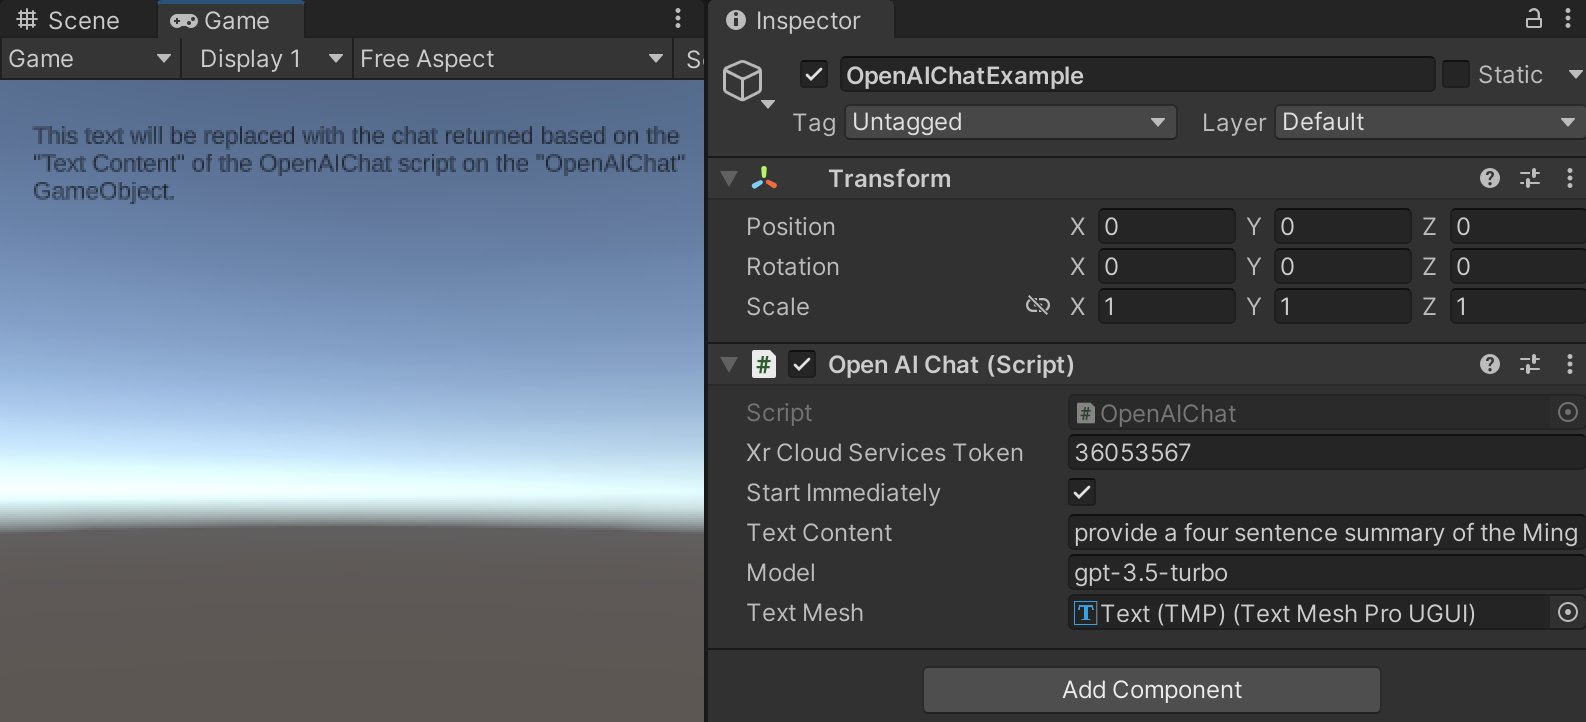 Scene
Game
Game
Display 1
Free Aspect
This text will be replaced with the chat returned based on the
"Text Content" of the OpenAIChat script on the "OpenAIChat"
GameObject.
Inspector
OpenAIChatExample
Static
Tag
Untagged
Layer
Default
Transform
Position X 0 Y 0 Z 0
Rotation X 0 Y 0 Z 0
Scale X 1 Y 1 Z 1
# Open AI Chat (Script)
Script # OpenAIChat
Xr Cloud Services Token 36053567
Start Immediately
Text Content provide a four sentence summary of the Ming
Model gpt-3.5-turbo
Text Mesh T Text (TMP) (Text Mesh Pro UGUI)
Add Component